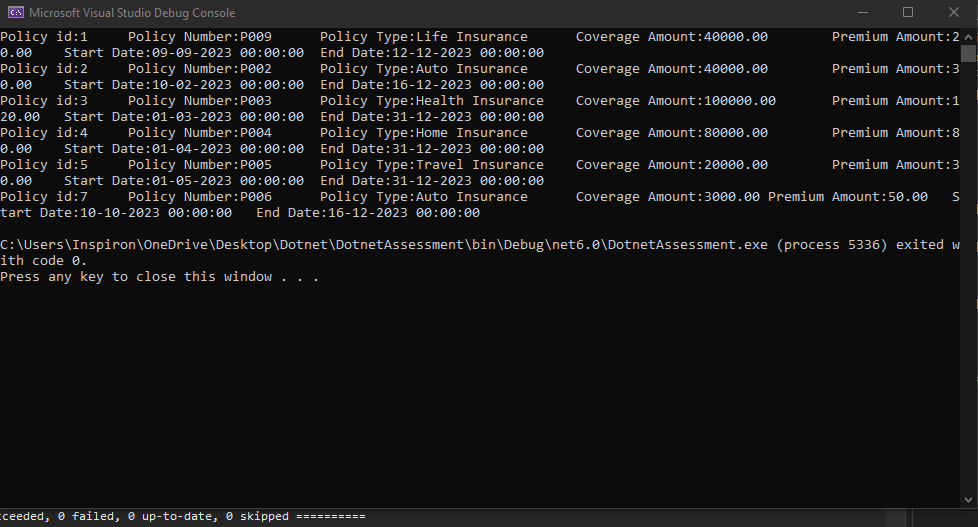 Microsoft Visual Studio Debug Console
Policy id:1     Policy Number:P009      Policy Type:Life Insurance      Coverage Amount:40000.00        Premium Amount:2
0.00    Start Date:09-09-2023 00:00:00  End Date:12-12-2023 00:00:00
Policy id:2     Policy Number:P002      Policy Type:Auto Insurance      Coverage Amount:40000.00        Premium Amount:3
0.00    Start Date:10-02-2023 00:00:00  End Date:16-12-2023 00:00:00
Policy id:3     Policy Number:P003      Policy Type:Health Insurance    Coverage Amount:100000.00       Premium Amount:1
20.00   Start Date:01-03-2023 00:00:00  End Date:31-12-2023 00:00:00
Policy id:4     Policy Number:P004      Policy Type:Home Insurance      Coverage Amount:80000.00        Premium Amount:8
0.00    Start Date:01-04-2023 00:00:00  End Date:31-12-2023 00:00:00
Policy id:5     Policy Number:P005      Policy Type:Travel Insurance    Coverage Amount:20000.00        Premium Amount:3
0.00    Start Date:01-05-2023 00:00:00  End Date:31-12-2023 00:00:00
Policy id:7     Policy Number:P006      Policy Type:Auto Insurance      Coverage Amount:3000.00 Premium Amount:50.00   S
tart Date:10-10-2023 00:00:00   End Date:16-12-2023 00:00:00
C:\Users\Inspiron\OneDrive\Desktop\Dotnet\DotnetAssessment\bin\Debug\net6.0\DotnetAssessment.exe (process 5336) exited w
ith code 0.
Press any key to close this window . . .
ceeded, 0 failed, 0 up-to-date, 0 skipped ==========